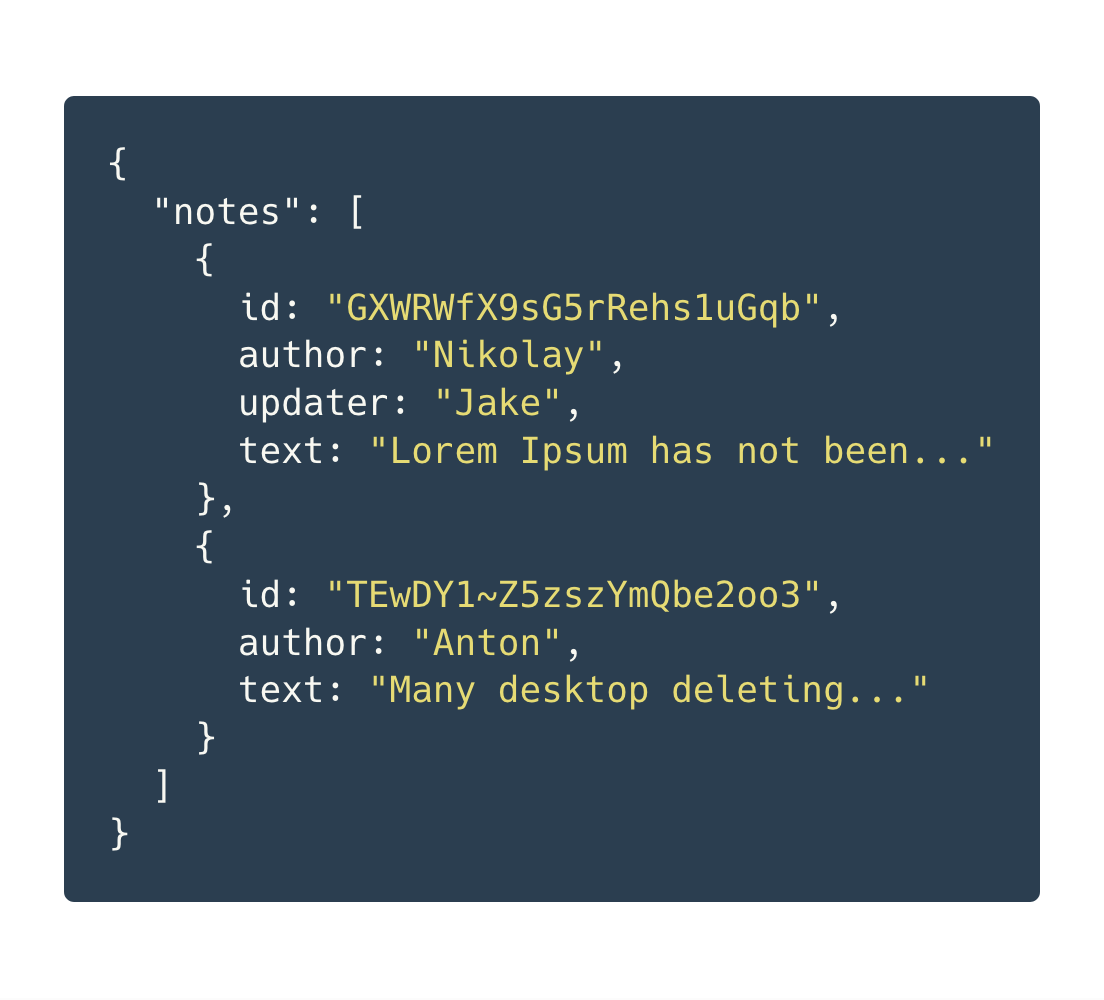 {
  "notes": [
    {
      id: "GXWRWfX9sG5rRehs1uGqb",
      author: "Nikolay",
      updater: "Jake",
      text: "Lorem Ipsum has not been..."
    },
    {
      id: "TEwDY1~Z5zszYmQbe2oo3",
      author: "Anton",
      text: "Many desktop deleting..."
    }
  ]
}